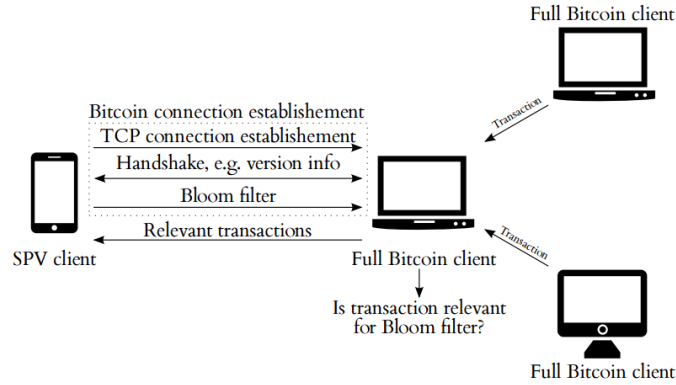 Full Bitcoin client
Transaction
Bitcoin connection establishement
TCP connection establishement
Handshake, e.g. version info
Bloom filter
Relevant transactions
SPV client
Full Bitcoin client
Transaction
Is transaction relevant
for Bloom filter?
Full Bitcoin client